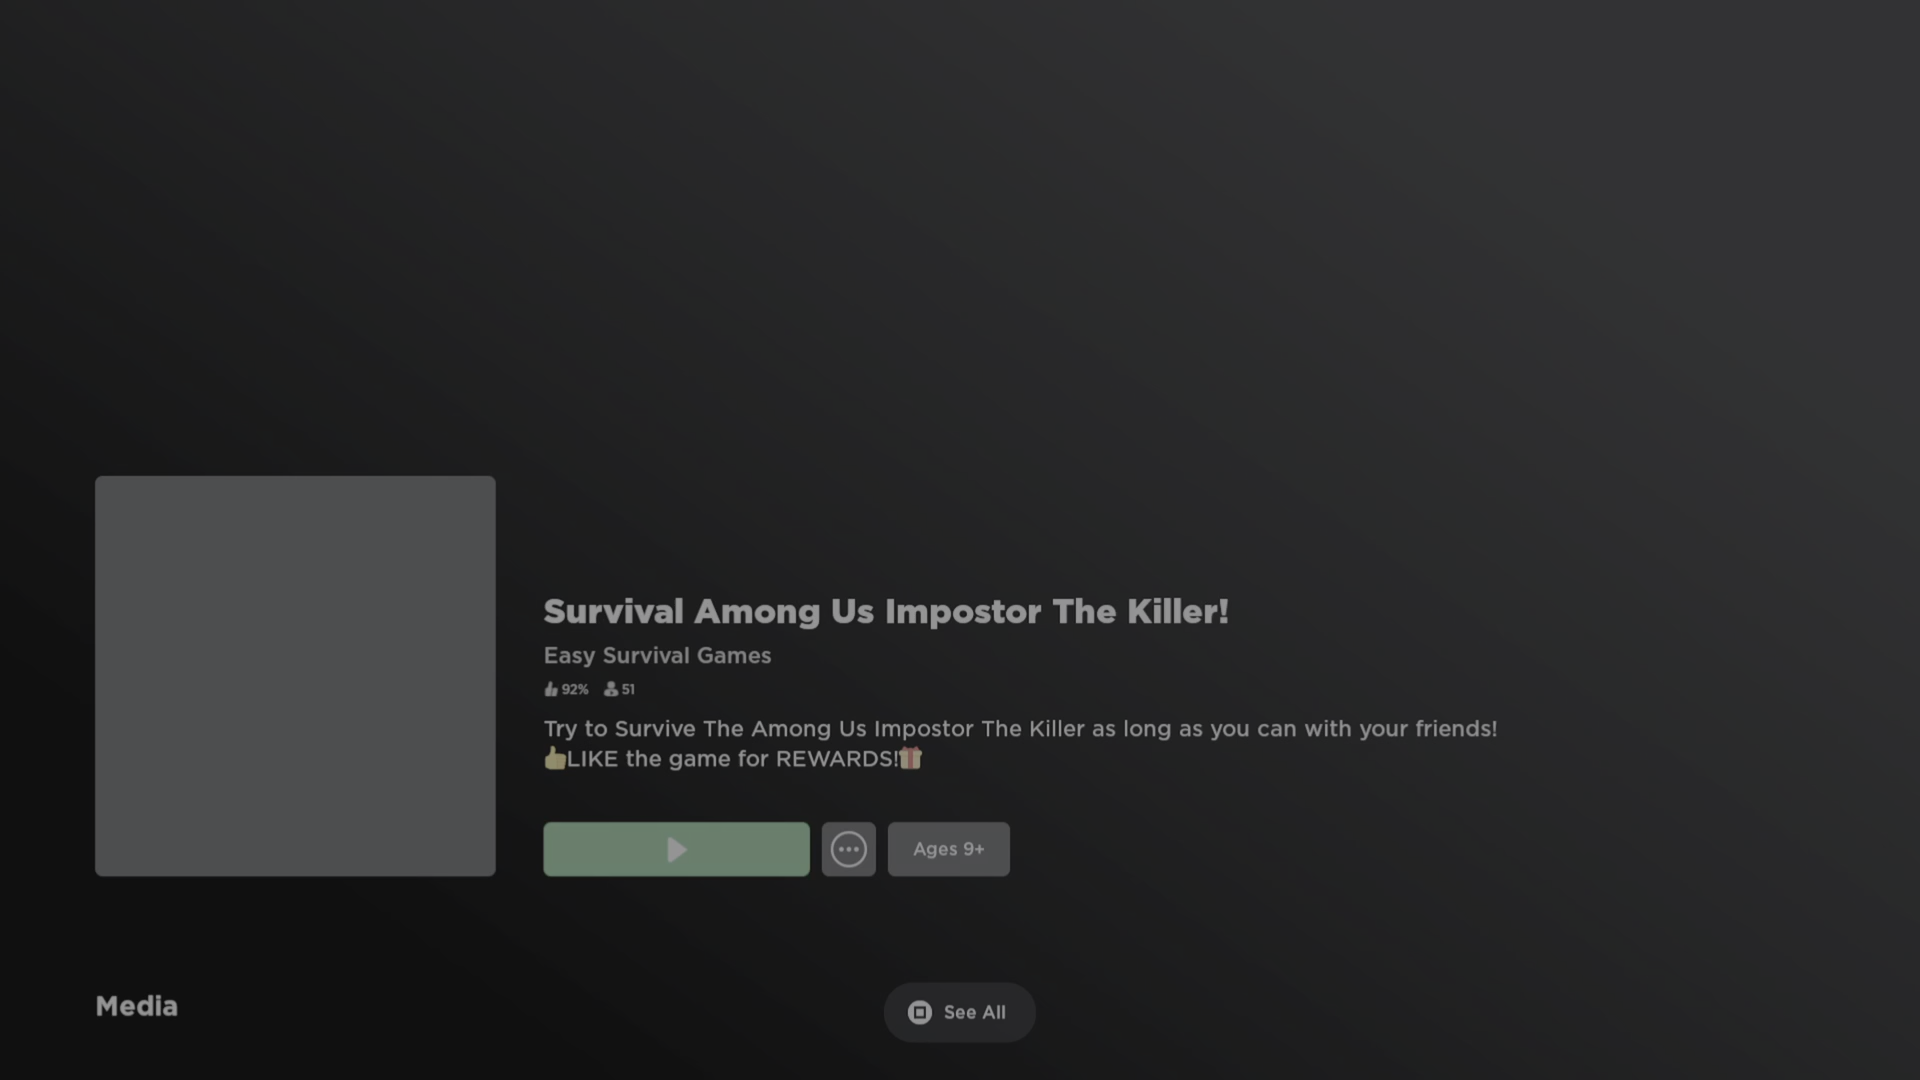 Survival Among Us Impostor The Killer!
Easy Survival Games
92% 51
Try to Survive The Among Us Impostor The Killer as long as you can with your friends!
👍LIKE the game for REWARDS!🎁
Ages 9+
Media
See All